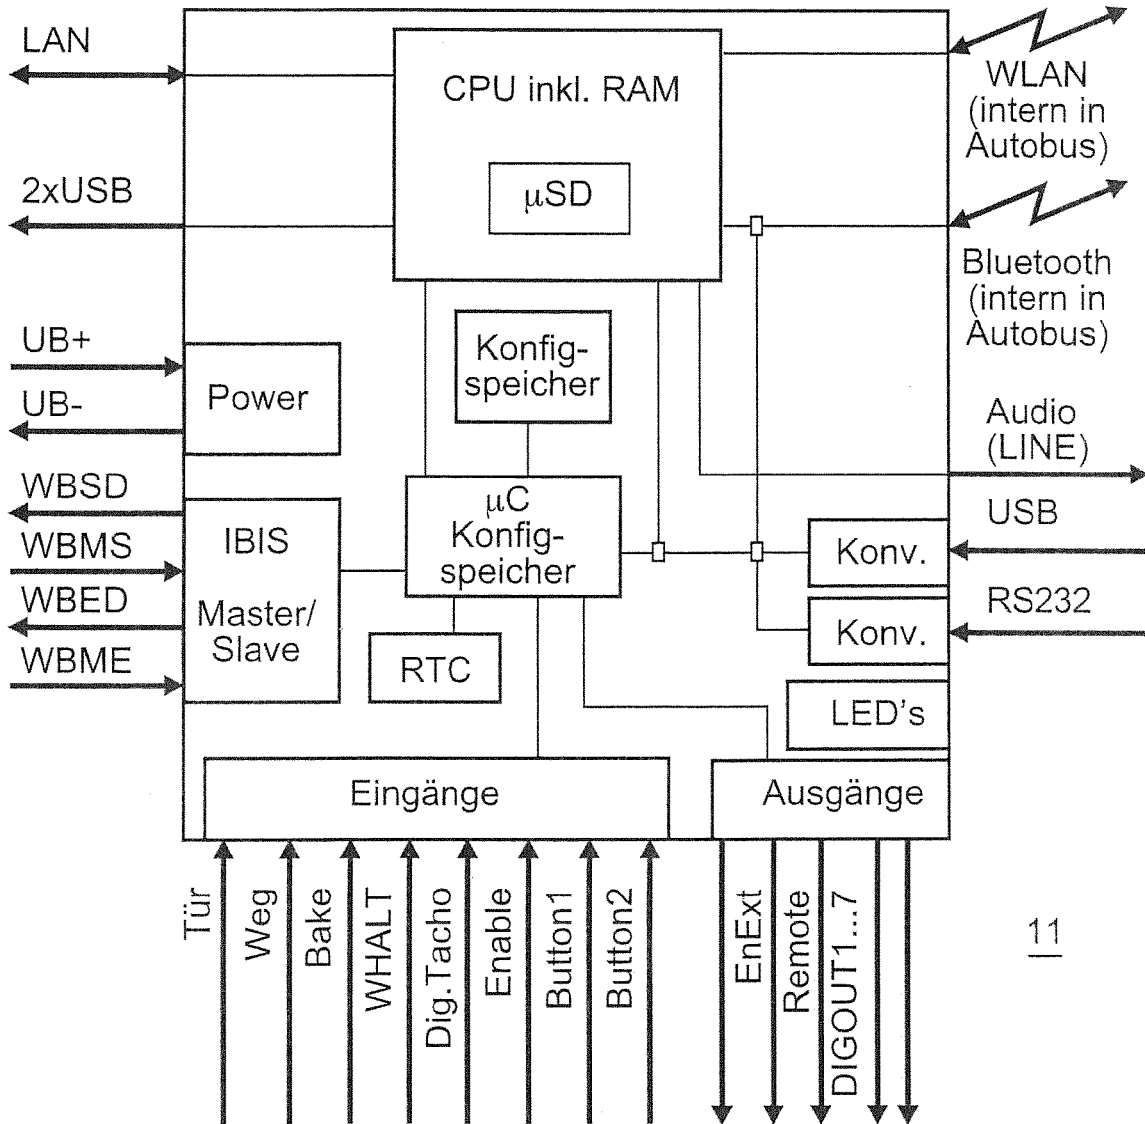 LAN
CPU inkl. RAM
µSD
WLAN
(intern in
Autobus)
2xUSB
Bluetooth
(intern in
Autobus)
UB+
UB-
Power
Konfig-
speicher
Audio
(LINE)
WBSD
WBMS
WBED
WBME
IBIS
Master/
Slave
µC
Konfig-
speicher
RTC
USB
Konv.
RS232
Konv.
LED's
Eingänge
Ausgänge
Tür
Weg
Bake
WHALT
Dig.Tacho
Enable
Button1
Button2
EnExt
Remote
DIGOUT1...7
11